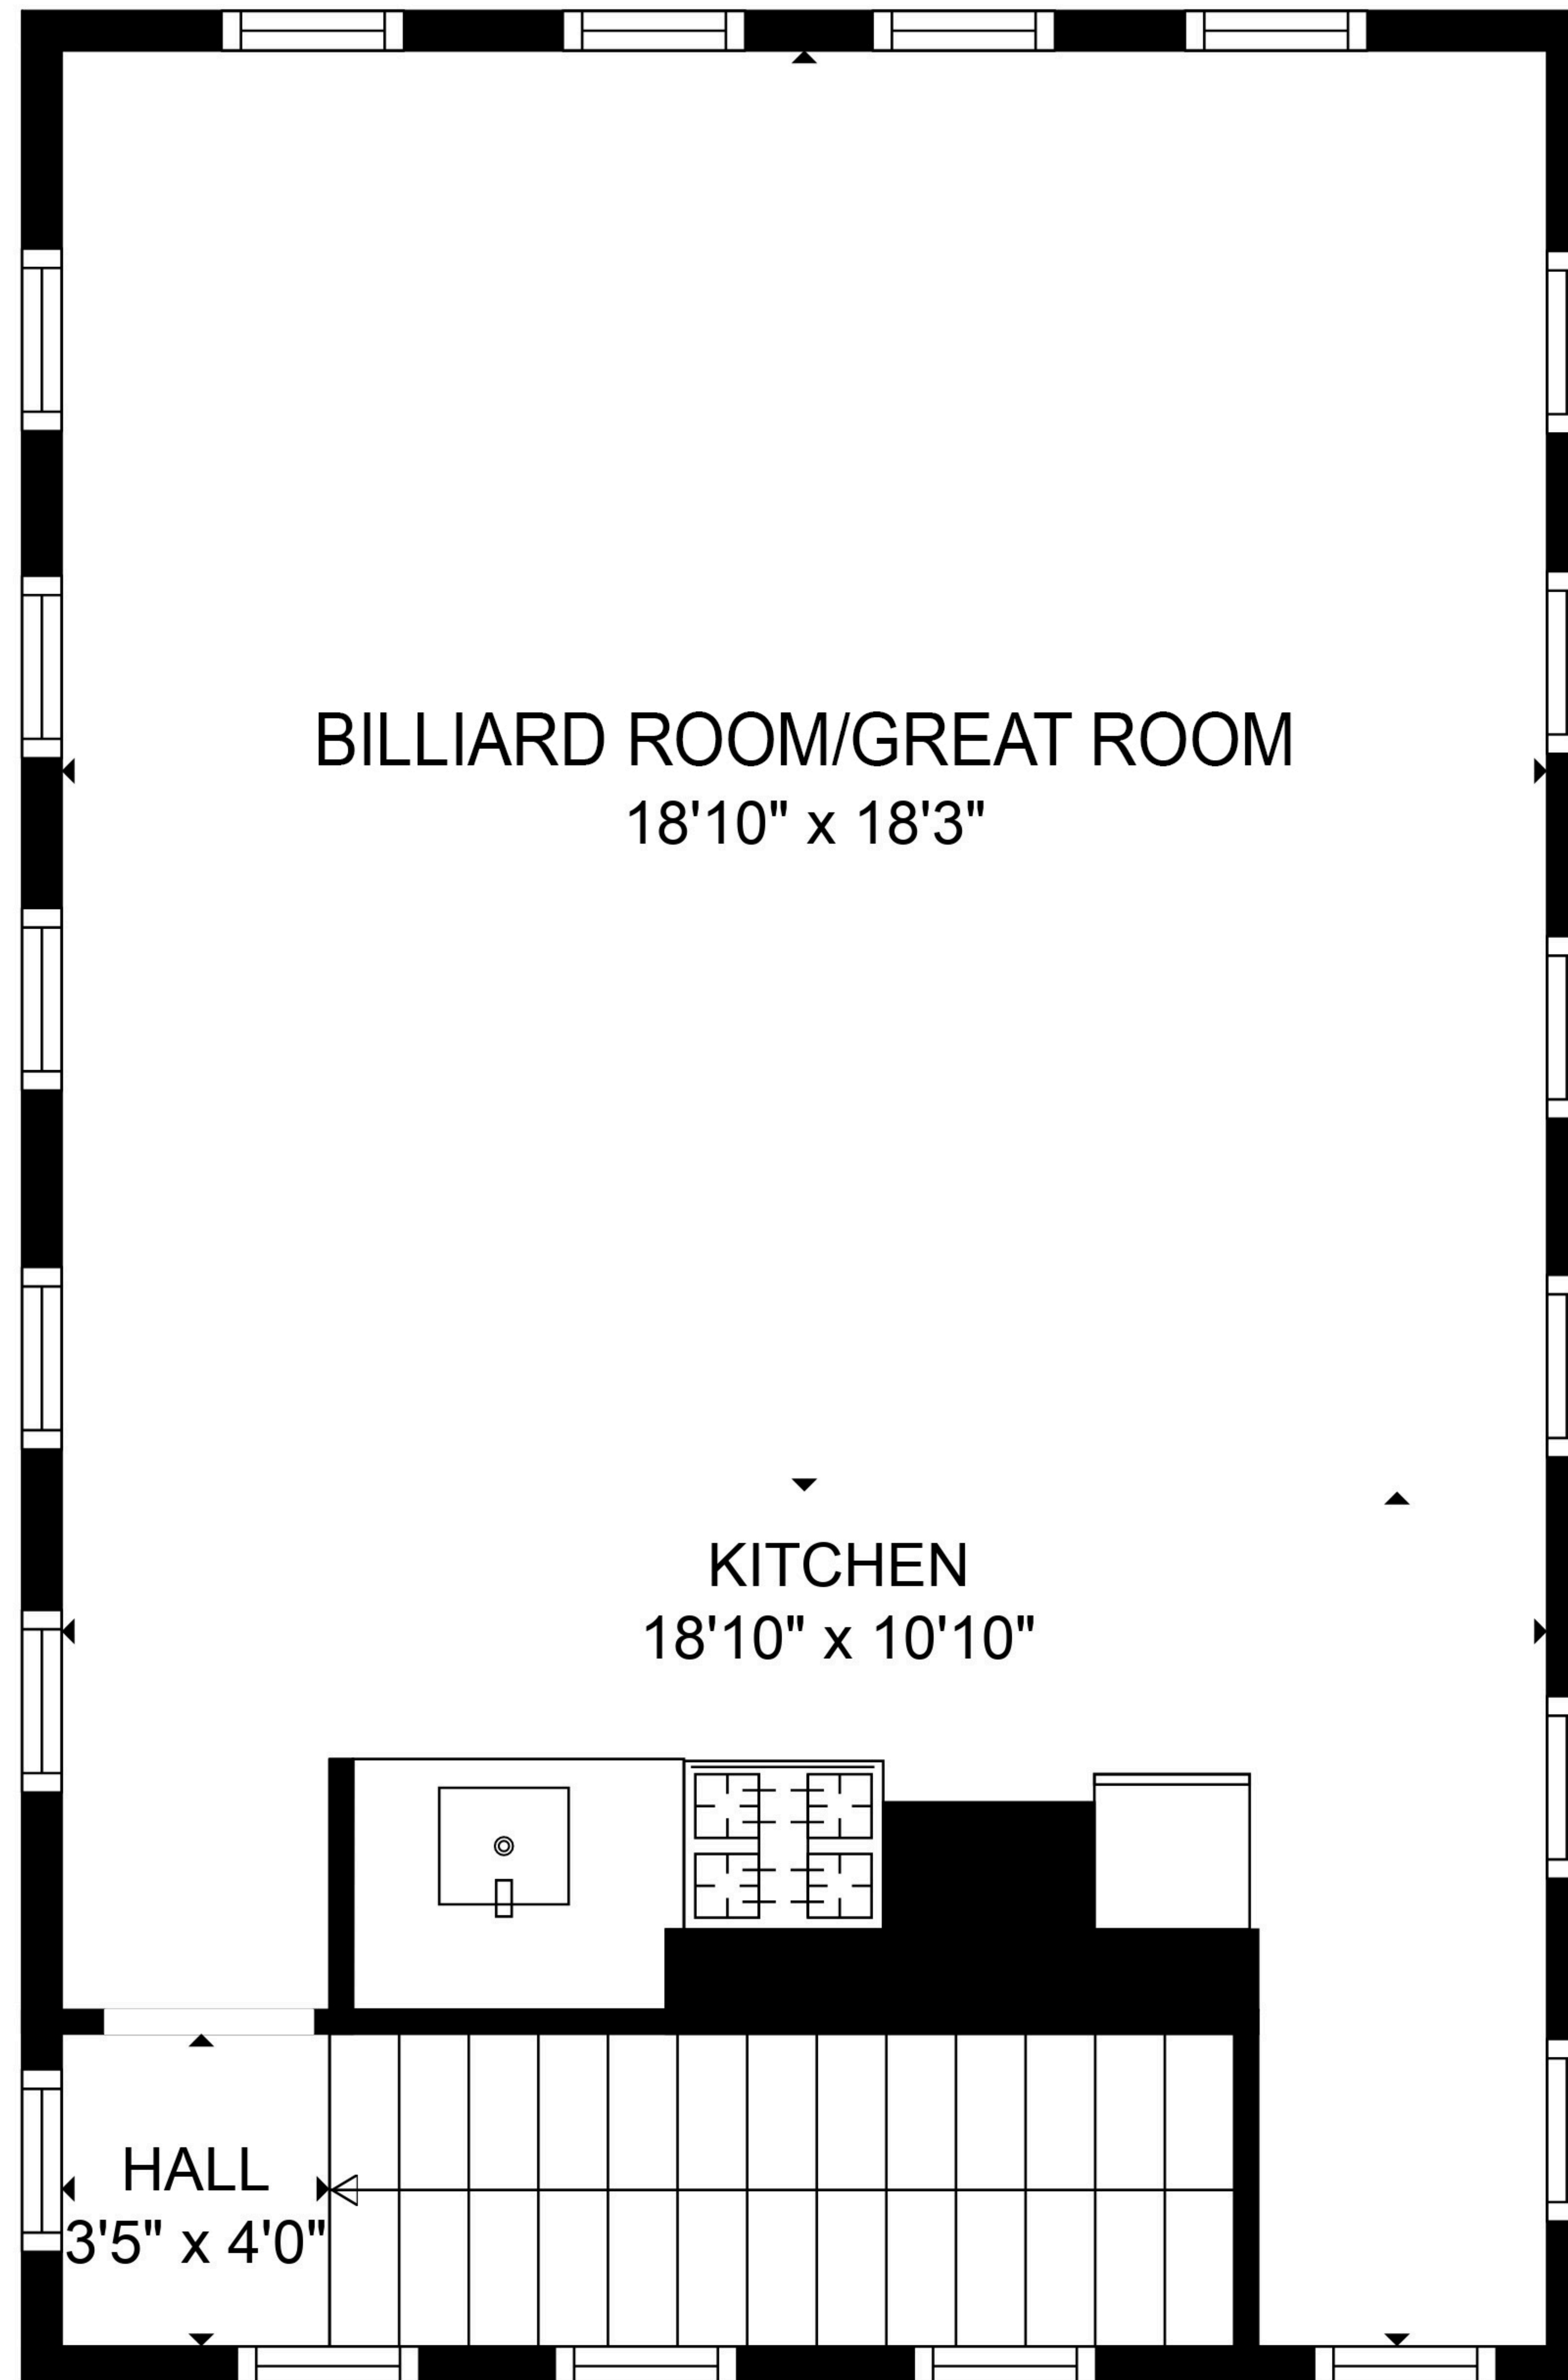 BILLIARD ROOM/GREAT ROOM
18'10" x 18'3"
KITCHEN
18'10" x 10'10"
HALL
3'5" x 4'0"